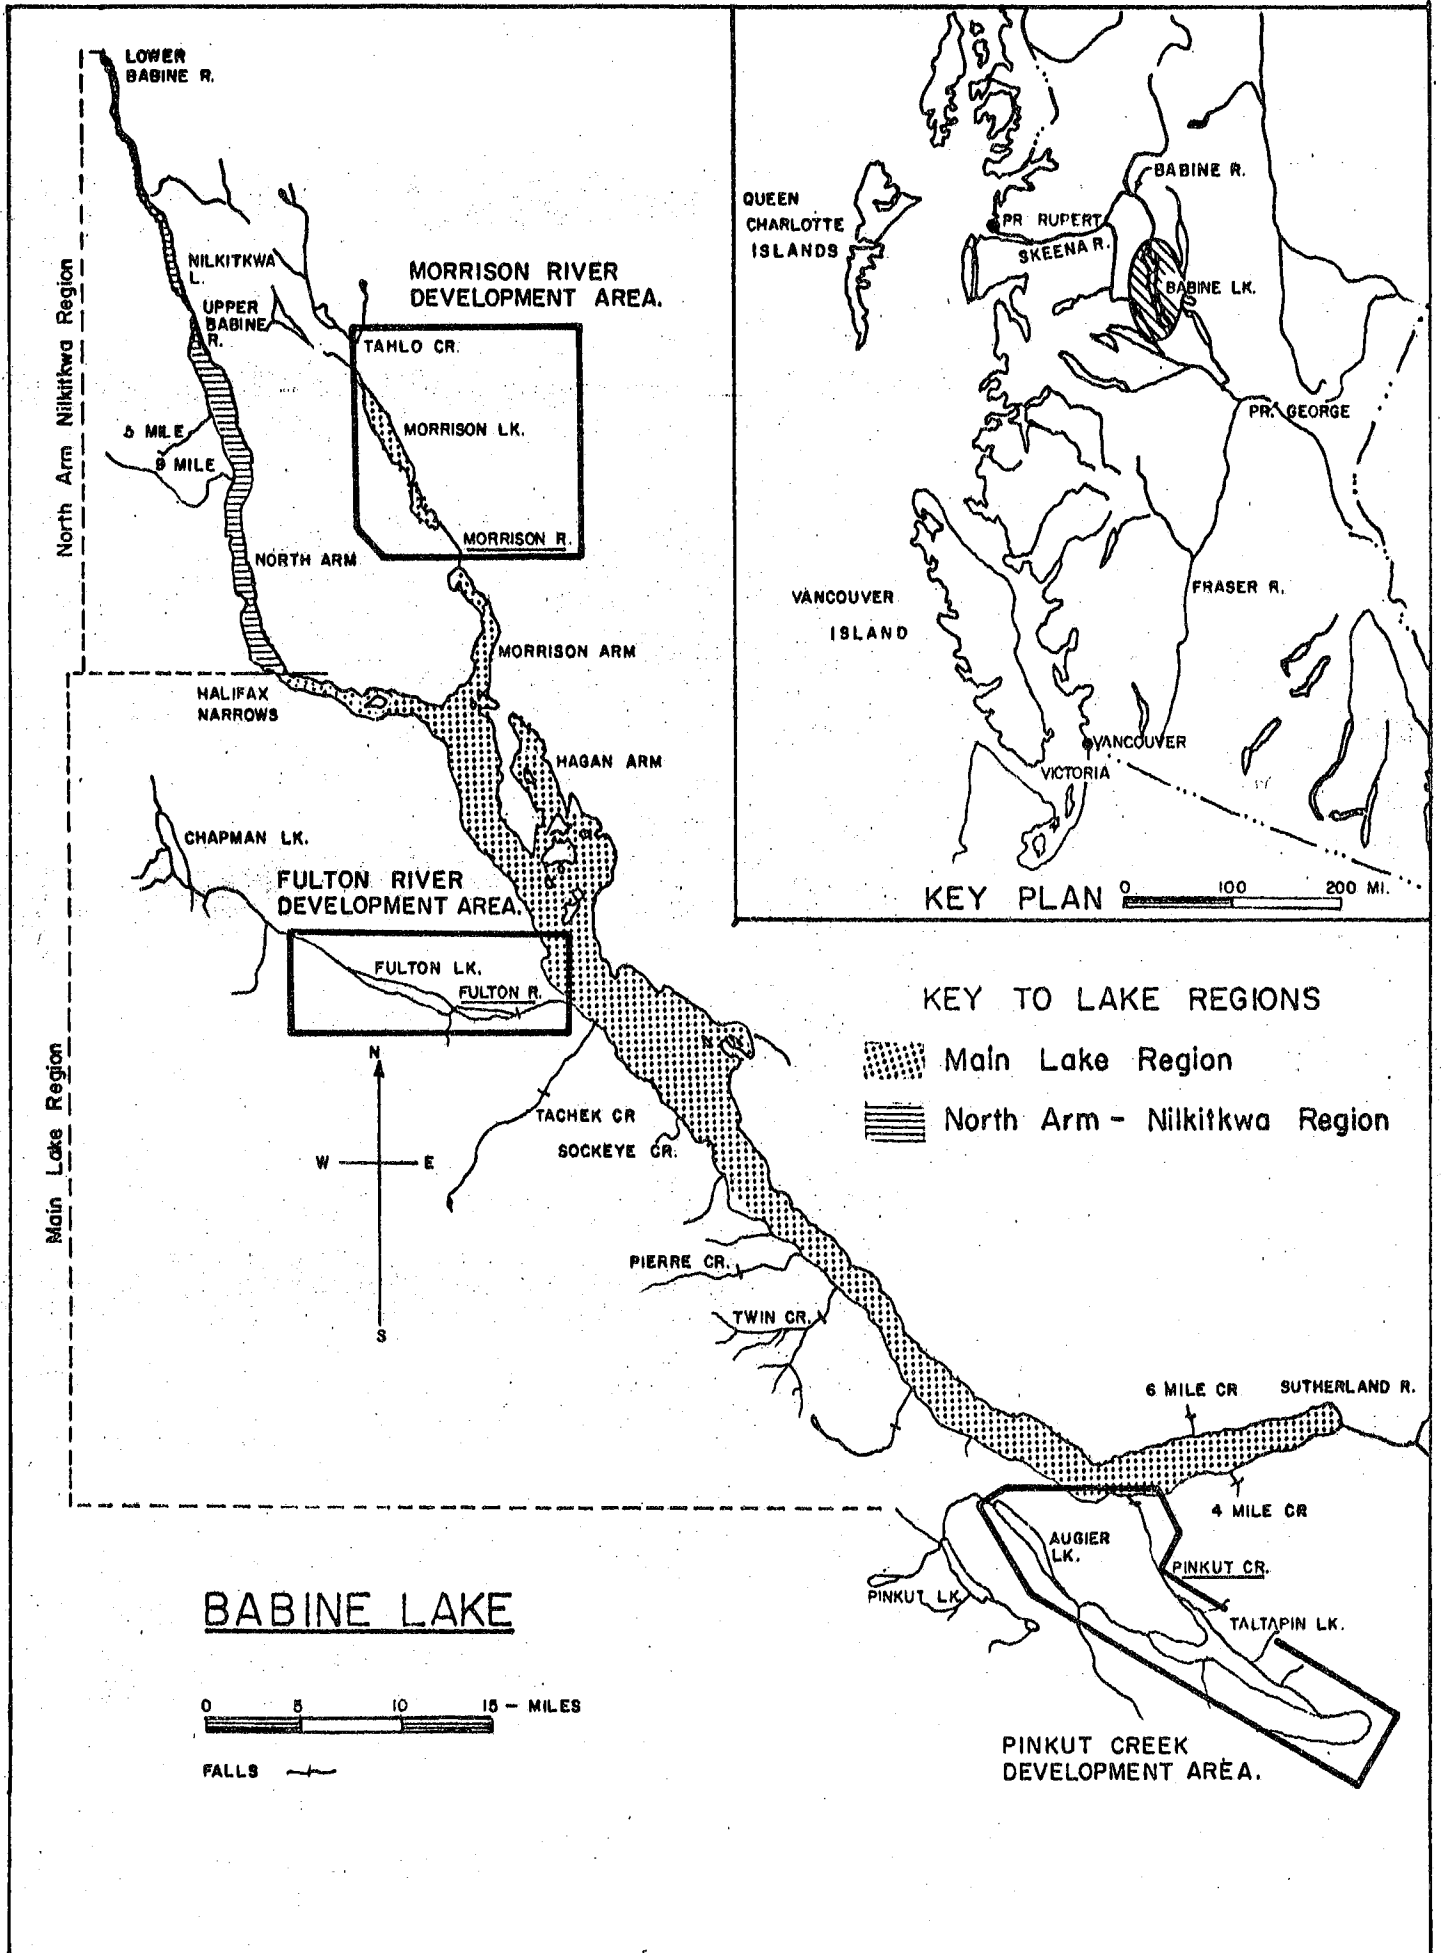 LOWER
BABINE R.
NILKITKWA
L.
UPPER
BABINE
R.
MORRISON RIVER
DEVELOPMENT AREA.
TAHLO CR.
MORRISON LK.
MORRISON R.
5 MILE
9 MILE
NORTH ARM
North Arm Nilkitkwa Region
MORRISON ARM
HALIFAX
NARROWS
HAGAN ARM
CHAPMAN LK.
FULTON RIVER
DEVELOPMENT AREA.
FULTON LK.
FULTON R.
N
W
E
S
TACHEK CR
SOCKEYE CR.
Main Lake Region
PIERRE CR.
TWIN CR.
6 MILE CR
SUTHERLAND R.
4 MILE CR
AUGIER
LK.
PINKUT CR.
PINKUT LK
TALTAPIN LK.
PINKUT CREEK
DEVELOPMENT AREA.
BABINE LAKE
0 5 10 15 - MILES
FALLS
QUEEN
CHARLOTTE
ISLANDS
BABINE R.
PR RUPERT
SKEENA R.
BABINE LK.
PR. GEORGE
FRASER R.
VANCOUVER
ISLAND
VANCOUVER
VICTORIA
KEY PLAN 0 100 200 MI.
KEY TO LAKE REGIONS
Main Lake Region
North Arm - Nilkitkwa Region